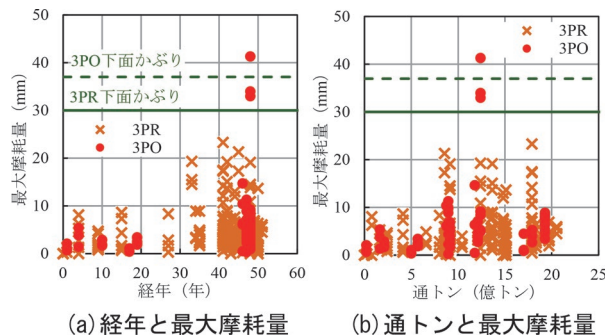 50
40
30
20
10
0
最大摩耗量（mm）
3PO下面かぶり
3PR下面かぶり
3PR
3PO
0 10 20 30 40 50 60
経年（年）
(a)経年と最大摩耗量
50
40
30
20
10
0
最大摩耗量（mm）
3PR
3PO
0 5 10 15 20 25
通トン（億トン）
(b)通トンと最大摩耗量